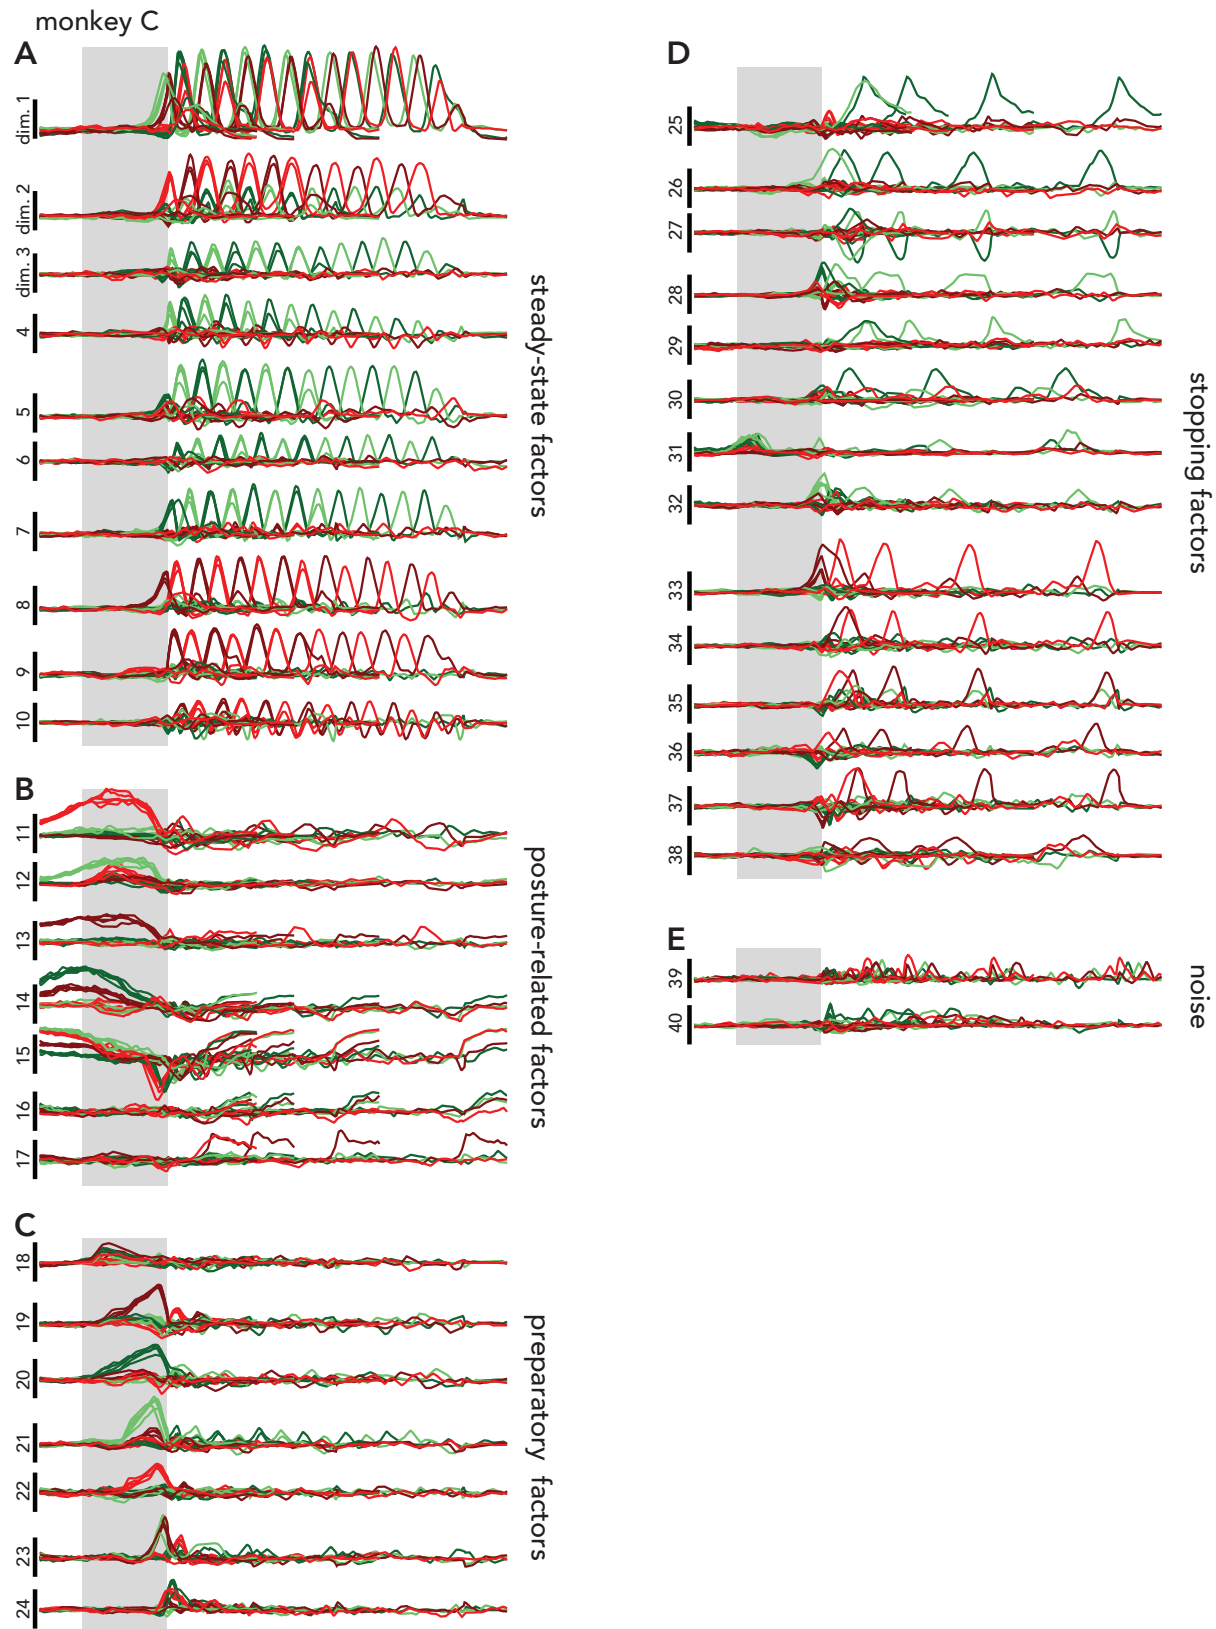 monkey C
A
dim. 1
dim. 2
dim. 3
4
5
6
7
8
9
10
steady-state factors
B
11
12
13
14
15
16
17
posture-related factors
C
18
19
20
21
22
23
24
preparatory factors
D
25
26
27
28
29
30
31
32
33
34
35
36
37
38
stopping factors
E
39
40
noise